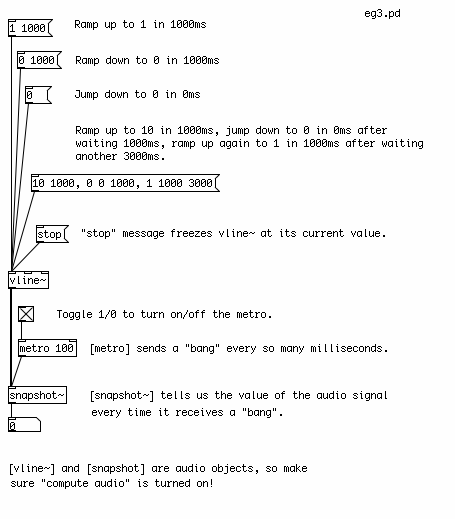 eg3.pd
1 1000
Ramp up to 1 in 1000ms
0 1000
Ramp down to 0 in 1000ms
0
Jump down to 0 in 0ms
Ramp up to 10 in 1000ms, jump down to 0 in 0ms after
waiting 1000ms, ramp up again to 1 in 1000ms after waiting
another 3000ms.
10 1000, 0 0 1000, 1 1000 3000
stop
"stop" message freezes vline~ at its current value.
vline~
Toggle 1/0 to turn on/off the metro.
metro 100
[metro] sends a "bang" every so many milliseconds.
snapshot~
[snapshot~] tells us the value of the audio signal
every time it receives a "bang".
0
[vline~] and [snapshot] are audio objects, so make
sure "compute audio" is turned on!